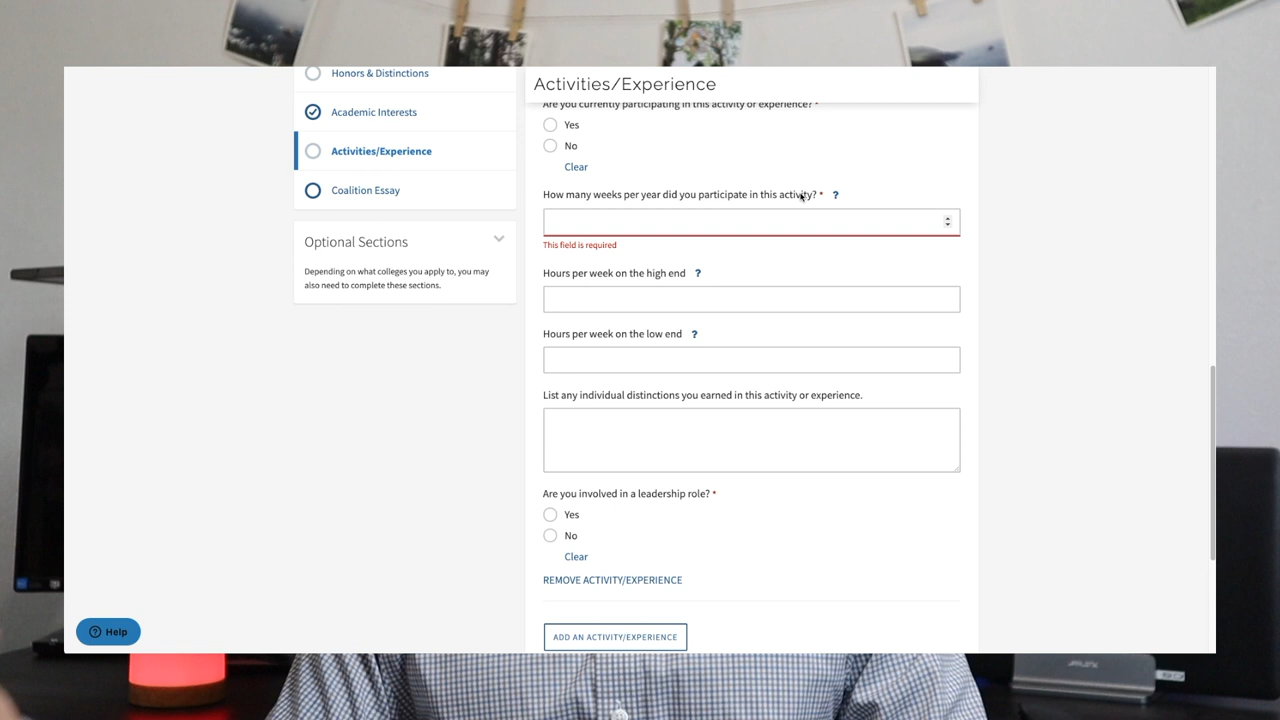 Honors & Distinctions
Academic Interests
Activities/Experience
Coalition Essay
Optional Sections
Depending on what colleges you apply to, you may
also need to complete these sections.
Help
Activities/Experience
Are you currently participating in this activity or experience? *
Yes
No
Clear
How many weeks per year did you participate in this activity? * ?
This field is required
Hours per week on the high end ?
Hours per week on the low end ?
List any individual distinctions you earned in this activity or experience.
Are you involved in a leadership role? *
Yes
No
Clear
REMOVE ACTIVITY/EXPERIENCE
ADD AN ACTIVITY/EXPERIENCE